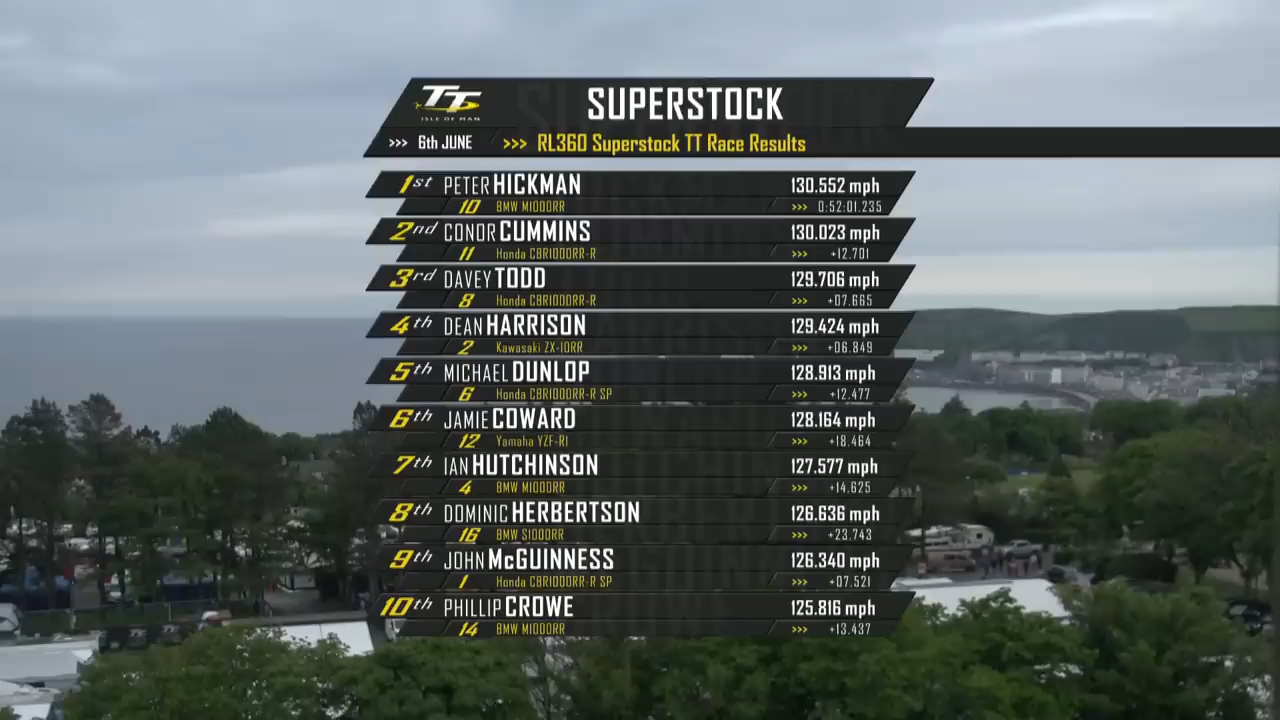 TT
ISLE OF MAN
SUPERSTOCK
>>> 6th JUNE >>> RL360 Superstock TT Race Results
1st PETER HICKMAN 130.552 mph
10 BMW M1000RR >>> 0:52:01.235
2nd CONOR CUMMINS 130.023 mph
11 Honda CBR1000RR-R >>> +12.701
3rd DAVEY TODD 129.706 mph
8 Honda CBR1000RR-R >>> +07.665
4th DEAN HARRISON 129.424 mph
2 Kawasaki ZX-10RR >>> +06.849
5th MICHAEL DUNLOP 128.913 mph
6 Honda CBR1000RR-R SP >>> +12.477
6th JAMIE COWARD 128.164 mph
12 Yamaha YZF-R1 >>> +18.464
7th IAN HUTCHINSON 127.577 mph
4 BMW M1000RR >>> +14.625
8th DOMINIC HERBERTSON 126.636 mph
16 BMW S1000RR >>> +23.743
9th JOHN McGUINNESS 126.340 mph
1 Honda CBR1000RR-R SP >>> +07.521
10th PHILLIP CROWE 125.816 mph
14 BMW M1000RR >>> +13.437